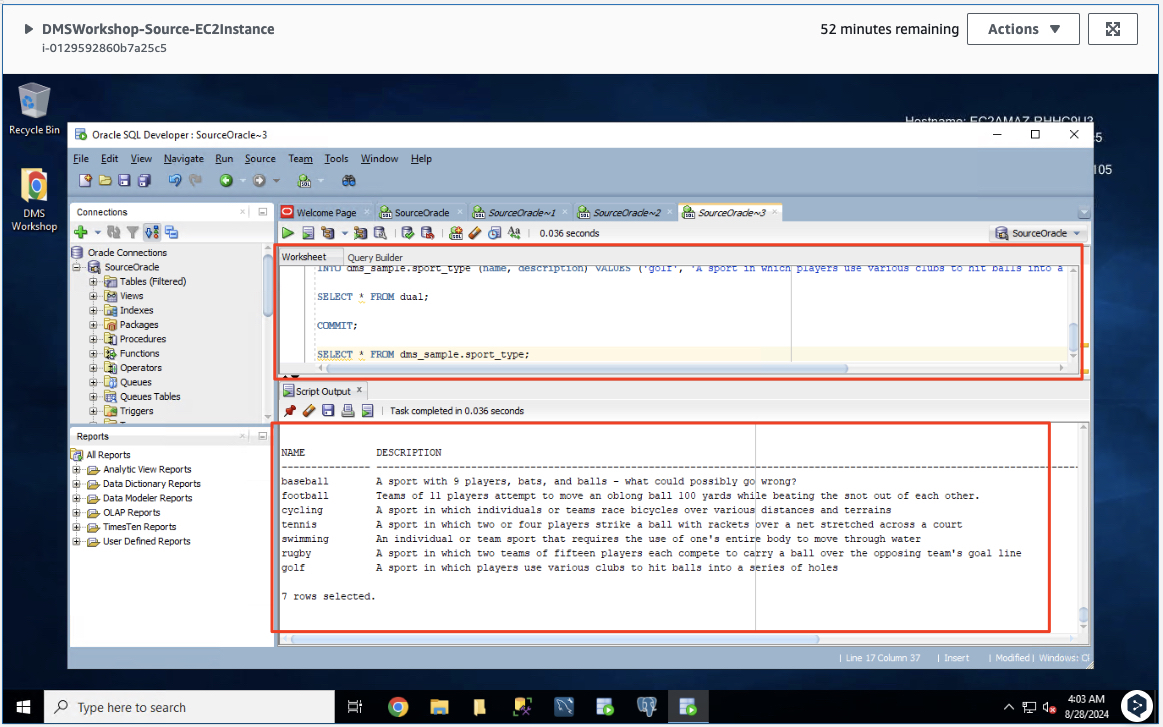 DMSWorkshop-Source-EC2Instance
i-0129592860b7a25c5
52 minutes remaining
Actions
Recycle Bin
DMS
Workshop
Oracle SQL Developer : SourceOracle~3
File Edit View Navigate Run Source Team Tools Window Help
Connections
Oracle Connections
SourceOracle
Tables (Filtered)
Views
Indexes
Packages
Procedures
Functions
Operators
Queues
Queues Tables
Triggers
Reports
All Reports
Analytic View Reports
Data Dictionary Reports
Data Modeler Reports
OLAP Reports
TimesTen Reports
User Defined Reports
Welcome Page SourceOracle SourceOracle~1 SourceOracle~2 SourceOracle~3
0.036 seconds
SourceOracle
Worksheet Query Builder
INTO dms_sample.sport_type (name, description) VALUES ('golf', 'A sport in which players use various clubs to hit balls into a
SELECT * FROM dual;
COMMIT;
SELECT * FROM dms_sample.sport_type;
Script Output
Task completed in 0.036 seconds
NAME DESCRIPTION
baseball A sport with 9 players, bats, and balls - what could possibly go wrong?
football Teams of 11 players attempt to move an oblong ball 100 yards while beating the snot out of each other.
cycling A sport in which individuals or teams race bicycles over various distances and terrains
tennis A sport in which two or four players strike a ball with rackets over a net stretched across a court
swimming An individual or team sport that requires the use of one's entire body to move through water
rugby A sport in which two teams of fifteen players each compete to carry a ball over the opposing team's goal line
golf A sport in which players use various clubs to hit balls into a series of holes
7 rows selected.
Line 17 Column 37 | Insert | Modified | Windows: Cl
Type here to search
4:03 AM
8/28/2024